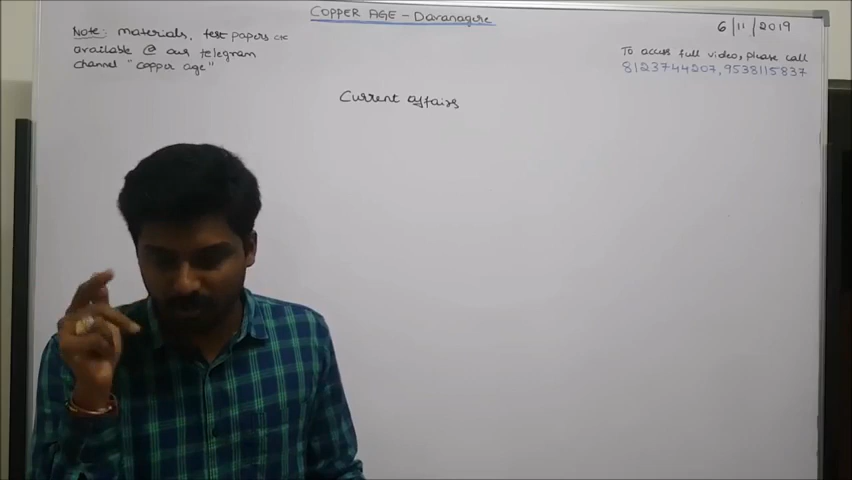 COPPER AGE - Davanagere
6/11/2019
Note: materials, test papers etc
available @ our telegram
channel "copper age"
To access full video, please call
8123744207, 9538115837
Current affairs